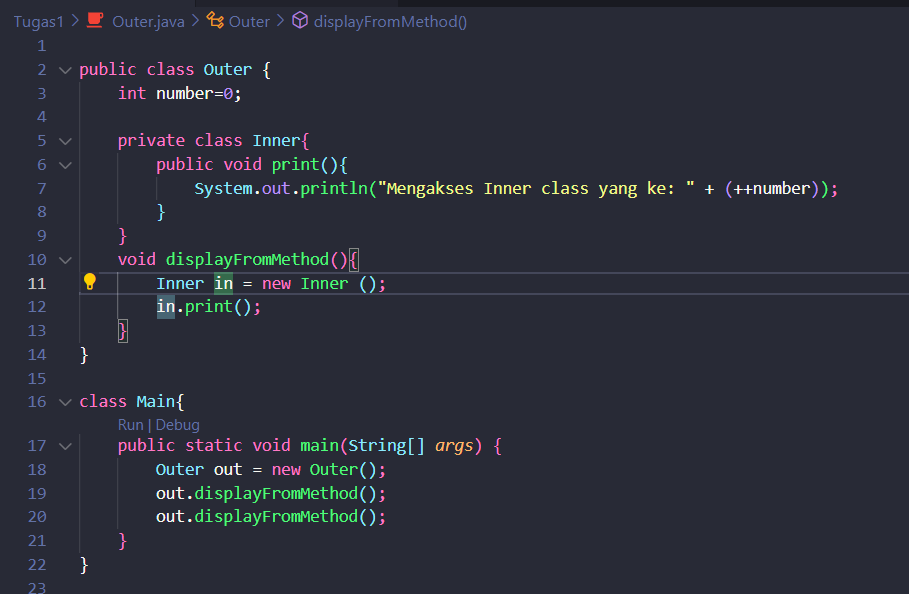 Tugas1 > Outer.java > Outer > displayFromMethod()
1
2 public class Outer {
3     int number=0;
4
5     private class Inner{
6         public void print(){
7             System.out.println("Mengakses Inner class yang ke: " + (++number));
8         }
9     }
10     void displayFromMethod(){
11         Inner in = new Inner ();
12         in.print();
13     }
14 }
15
16 class Main{
Run | Debug
17     public static void main(String[] args) {
18         Outer out = new Outer();
19         out.displayFromMethod();
20         out.displayFromMethod();
21     }
22 }
23